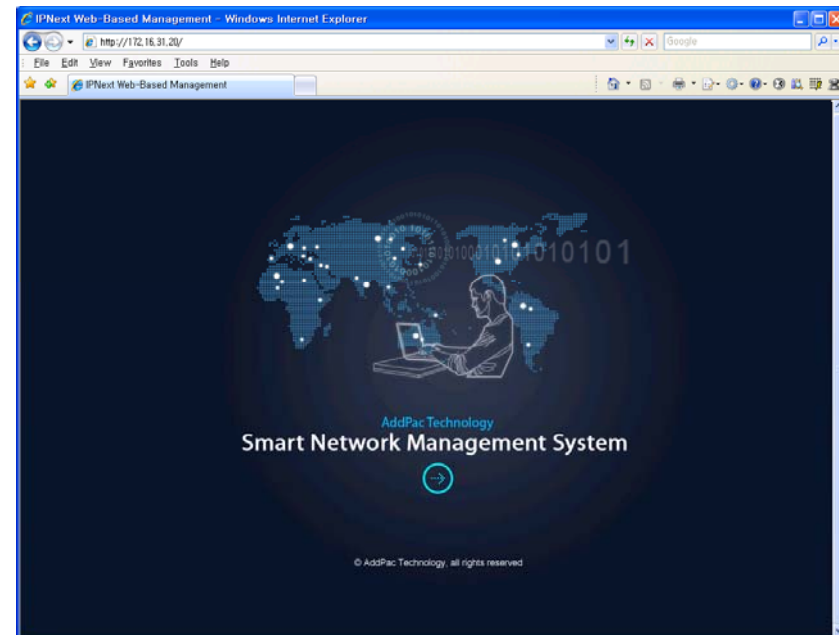 IPNext Web-Based Management - Windows Internet Explorer
http://172.16.31.20/
Google
File Edit View Favorites Tools Help
IPNext Web-Based Management
10101
AddPac Technology
Smart Network Management System
© AddPac Technology, all rights reserved